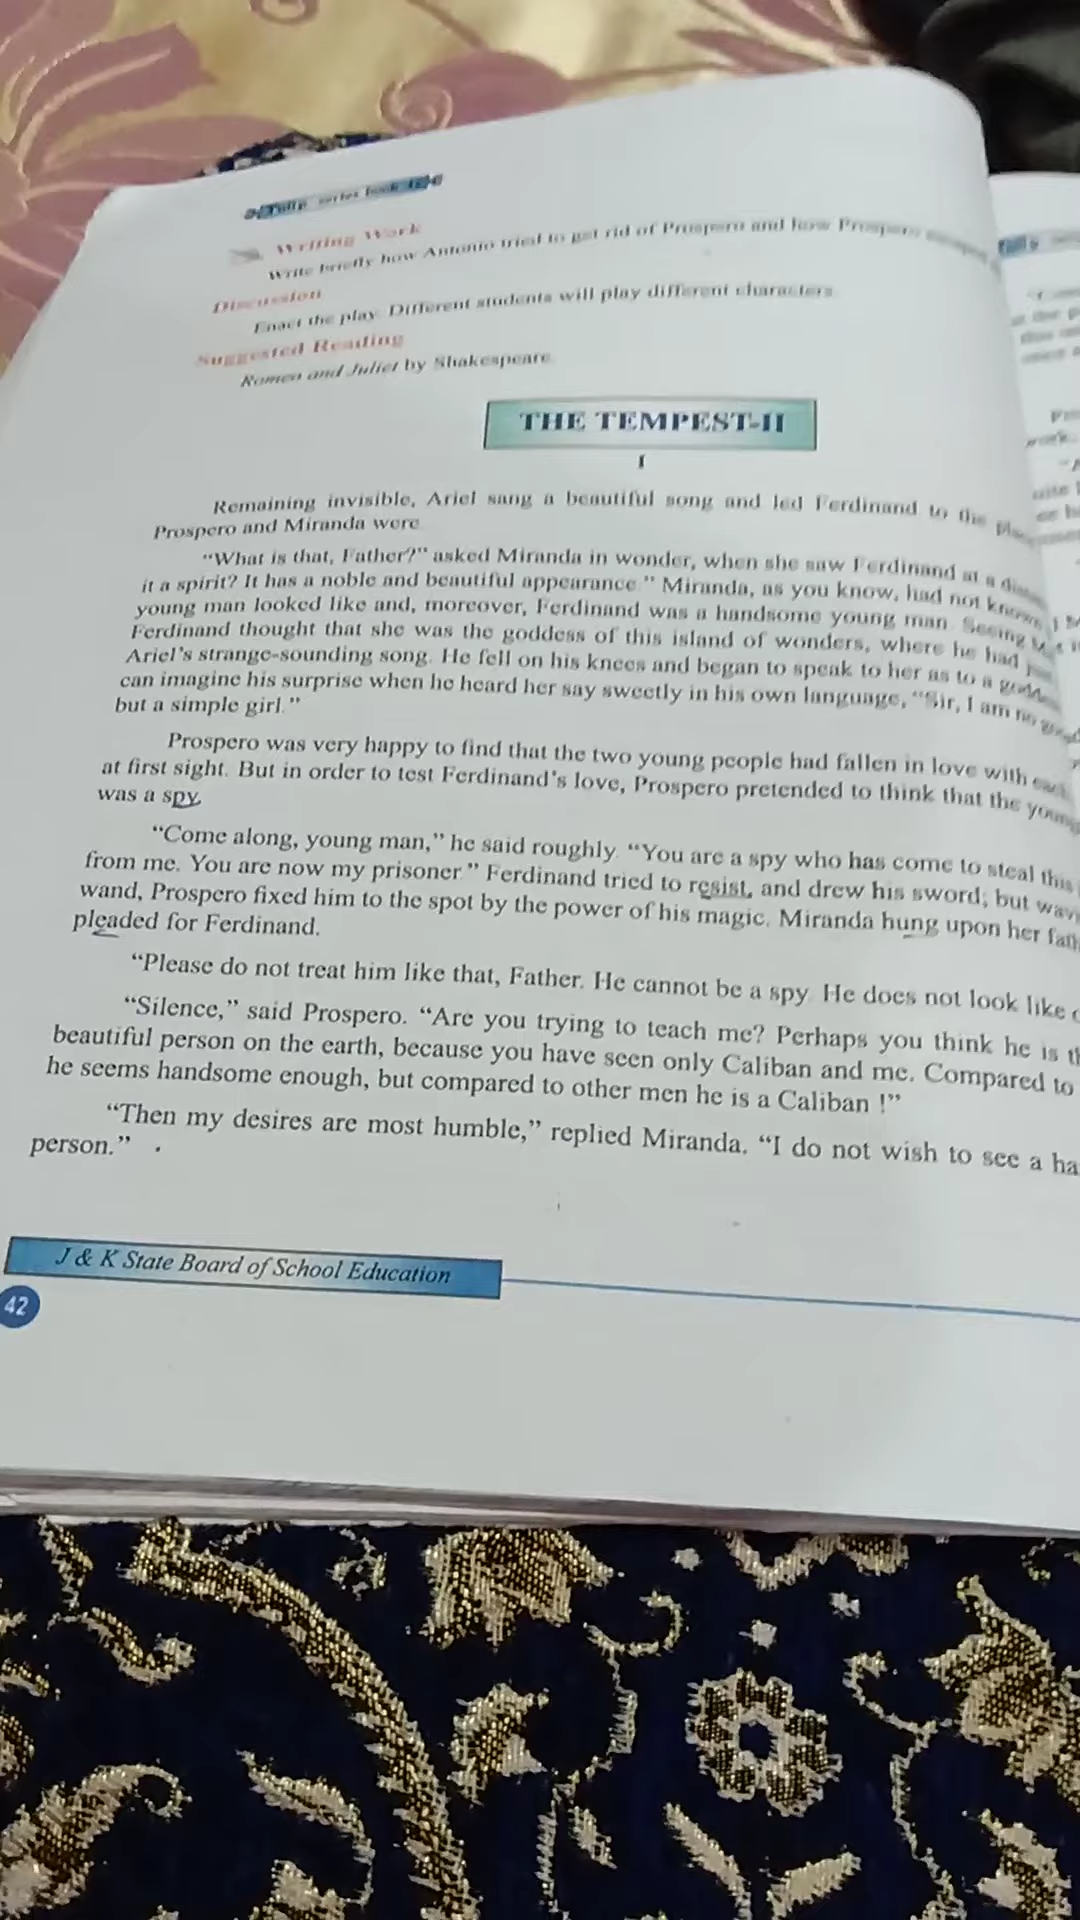 Tulip series book
Writing Work
Write briefly how Antonio tried to get rid of Prospero and how Prospero
Discussion
Enact the play. Different students will play different characters.
Suggested Reading
Romeo and Juliet by Shakespeare.
THE TEMPEST-II
I
Remaining invisible, Ariel sang a beautiful song and led Ferdinand to the
Prospero and Miranda were.
“What is that, Father?” asked Miranda in wonder, when she saw Ferdinand at a
it a spirit? It has a noble and beautiful appearance.” Miranda, as you know, had not
young man looked like and, moreover, Ferdinand was a handsome young man. Seeing
Ferdinand thought that she was the goddess of this island of wonders, where he had
Ariel’s strange-sounding song. He fell on his knees and began to speak to her as to a
can imagine his surprise when he heard her say sweetly in his own language, “Sir, I am no
but a simple girl.”
Prospero was very happy to find that the two young people had fallen in love with
at first sight. But in order to test Ferdinand’s love, Prospero pretended to think that the young
was a spy.
“Come along, young man,” he said roughly. “You are a spy who has come to steal this
from me. You are now my prisoner.” Ferdinand tried to resist, and drew his sword; but
wand, Prospero fixed him to the spot by the power of his magic. Miranda hung upon her
pleaded for Ferdinand.
“Please do not treat him like that, Father. He cannot be a spy. He does not look like
“Silence,” said Prospero. “Are you trying to teach me? Perhaps you think he is
beautiful person on the earth, because you have seen only Caliban and me. Compared to
he seems handsome enough, but compared to other men he is a Caliban !”
“Then my desires are most humble,” replied Miranda, “I do not wish to see a
person.”
J & K State Board of School Education
42